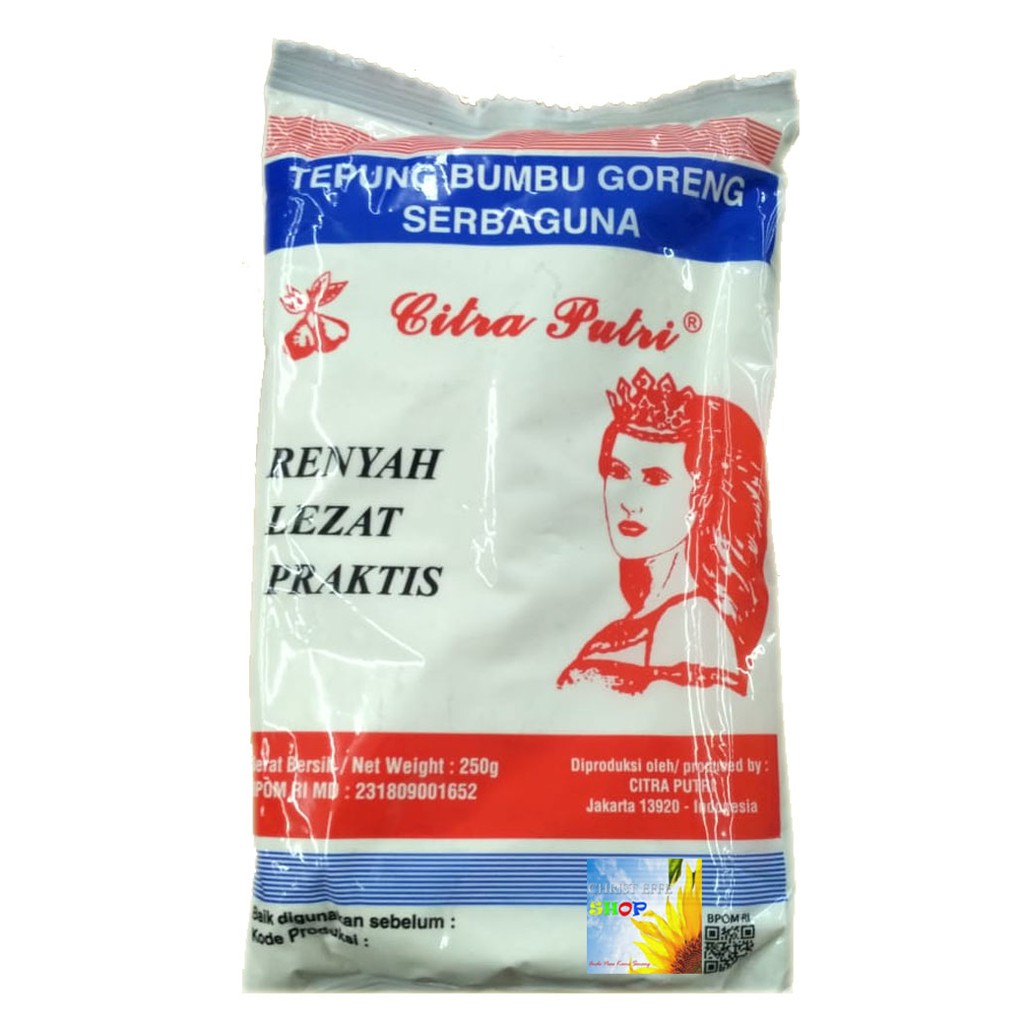 TEPUNG BUMBU GORENG
SERBAGUNA
Citra Putri®
RENYAH
LEZAT
PRAKTIS
Berat Bersih / Net Weight : 250g
BPOM RI MD : 231809001652
Diproduksi oleh/ produced by :
CITRA PUTRI
Jakarta 13920 - Indonesia
SHOP
BPOM RI
Baik digunakan sebelum :
Kode Produksi :